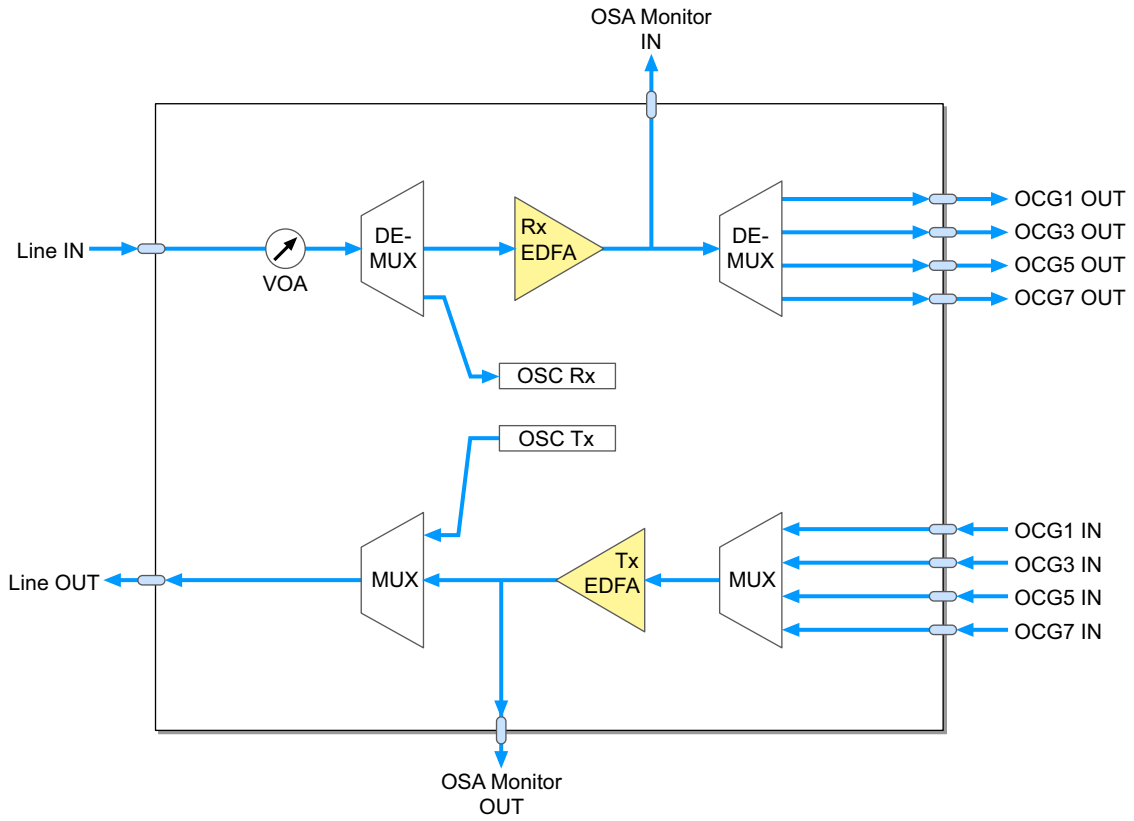 OSA Monitor
IN
Line IN
VOA
DE-
MUX
Rx
EDFA
DE-
MUX
OCG1 OUT
OCG3 OUT
OCG5 OUT
OCG7 OUT
OSC Rx
OSC Tx
Line OUT
MUX
Tx
EDFA
MUX
OCG1 IN
OCG3 IN
OCG5 IN
OCG7 IN
OSA Monitor
OUT